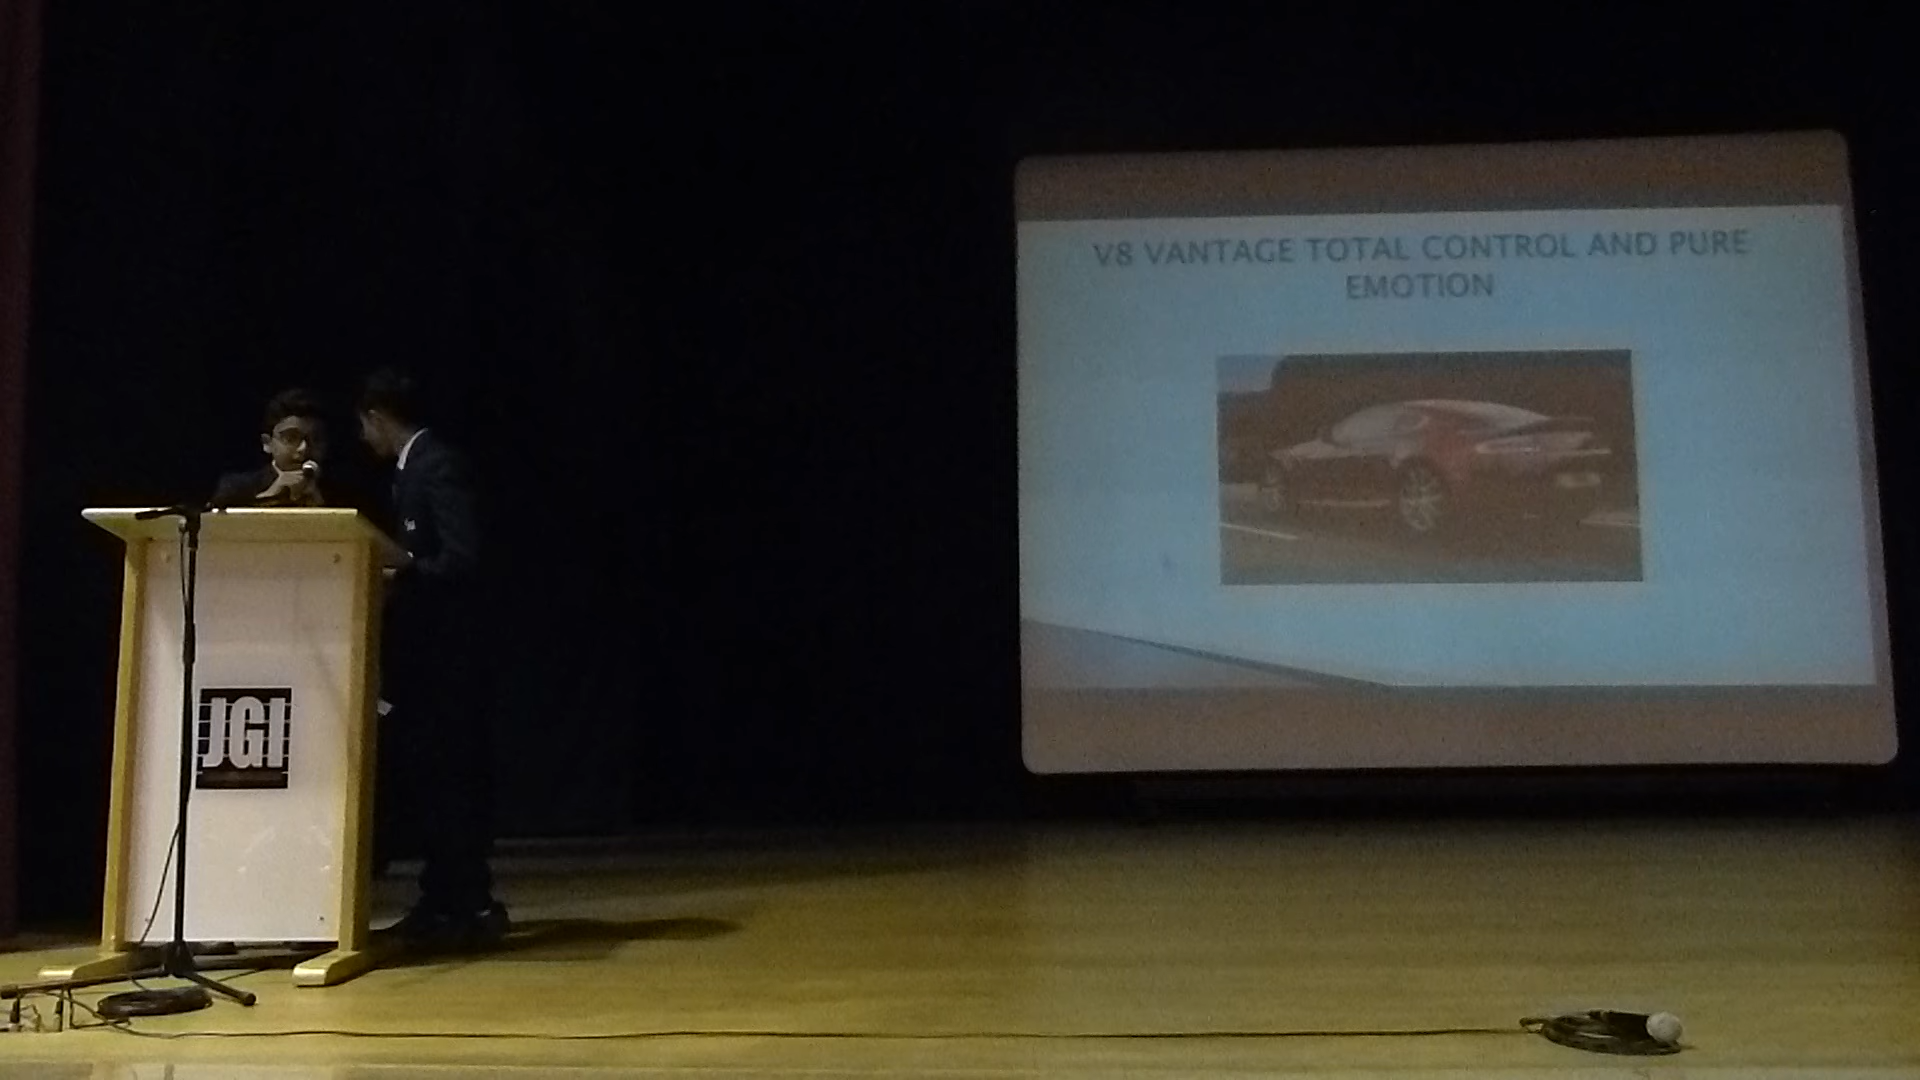 V8 VANTAGE TOTAL CONTROL AND PURE
EMOTION
JGI